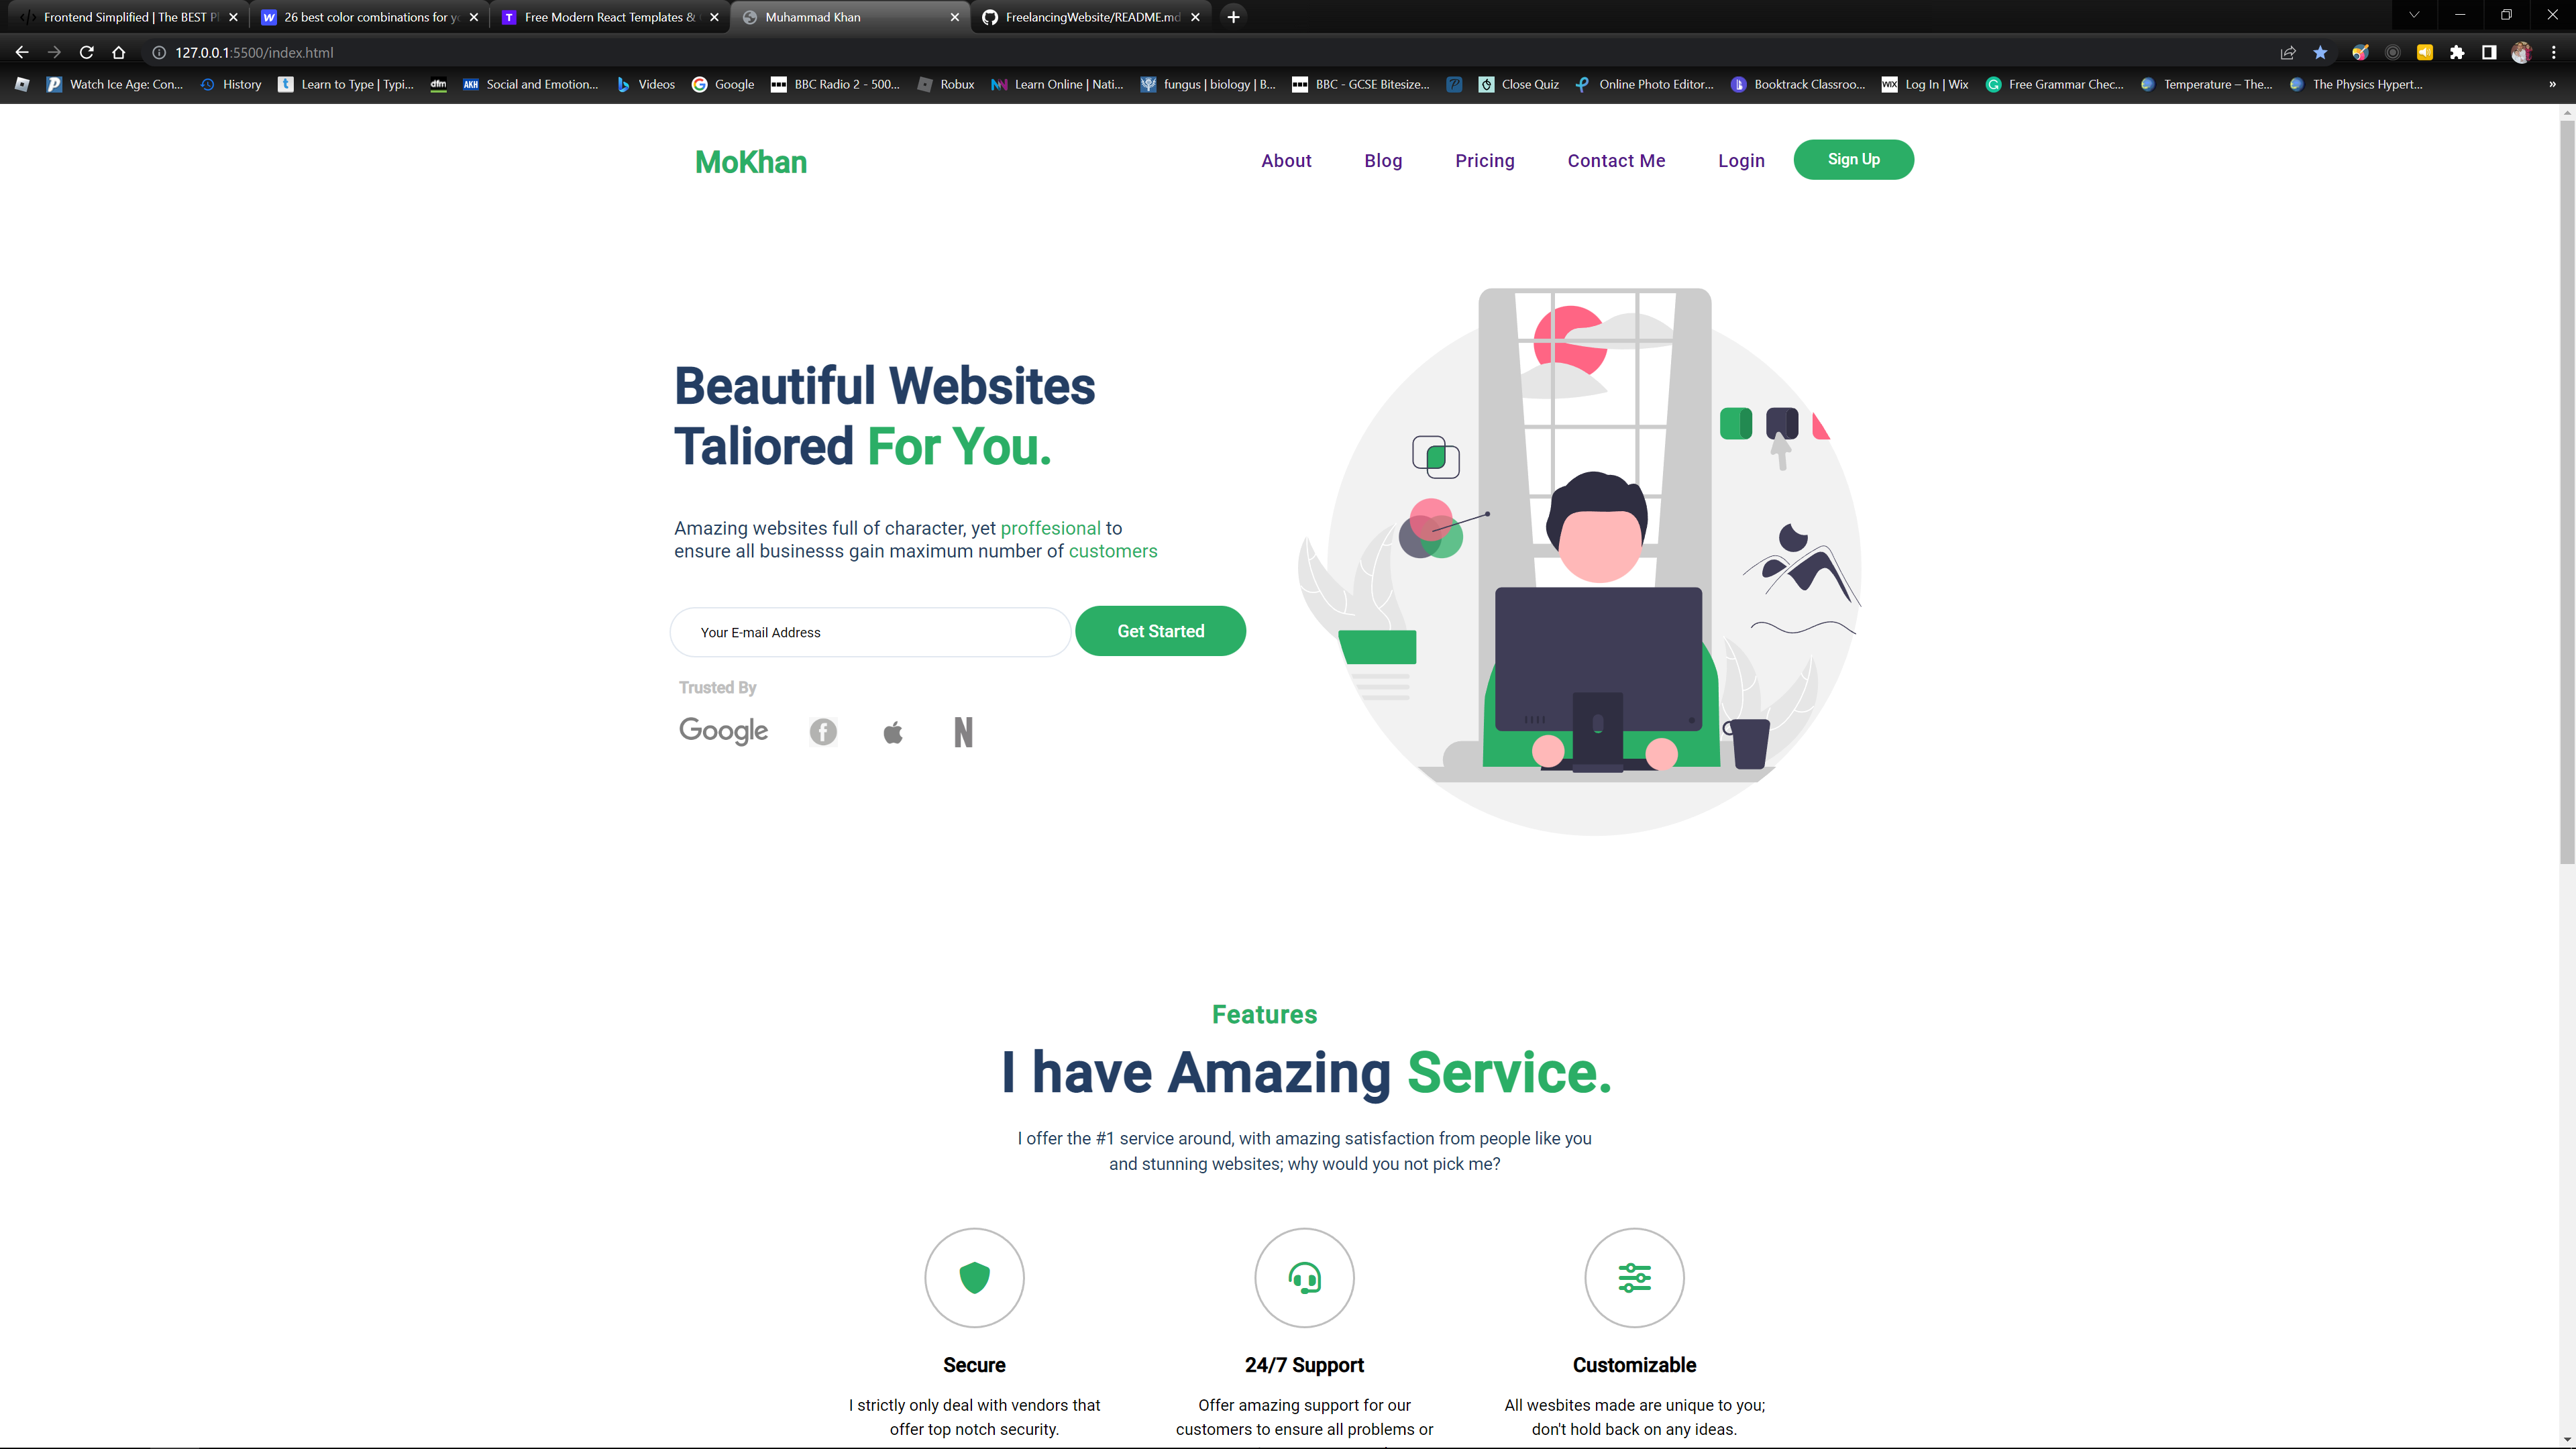 Frontend Simplified | The BEST P
26 best color combinations for y
Free Modern React Templates &
Muhammad Khan
FreelancingWebsite/README.md
127.0.0.1:5500/index.html
Watch Ice Age: Con...
History
Learn to Type | Typi...
dfm
AKH Social and Emotion...
Videos
Google
BBC Radio 2 - 500...
Robux
Learn Online | Nati...
fungus | biology | B...
BBC - GCSE Bitesize...
Close Quiz
Online Photo Editor...
Booktrack Classroo...
WIX Log In | Wix
Free Grammar Chec...
Temperature – The...
The Physics Hypert...
»
MoKhan
About
Blog
Pricing
Contact Me
Login
Sign Up
Beautiful Websites
Taliored For You.
Amazing websites full of character, yet proffesional to
ensure all businesss gain maximum number of customers
Your E-mail Address
Get Started
Trusted By
Google
Features
I have Amazing Service.
I offer the #1 service around, with amazing satisfaction from people like you
and stunning websites; why would you not pick me?
Secure
I strictly only deal with vendors that
offer top notch security.
24/7 Support
Offer amazing support for our
customers to ensure all problems or
Customizable
All wesbites made are unique to you;
don't hold back on any ideas.